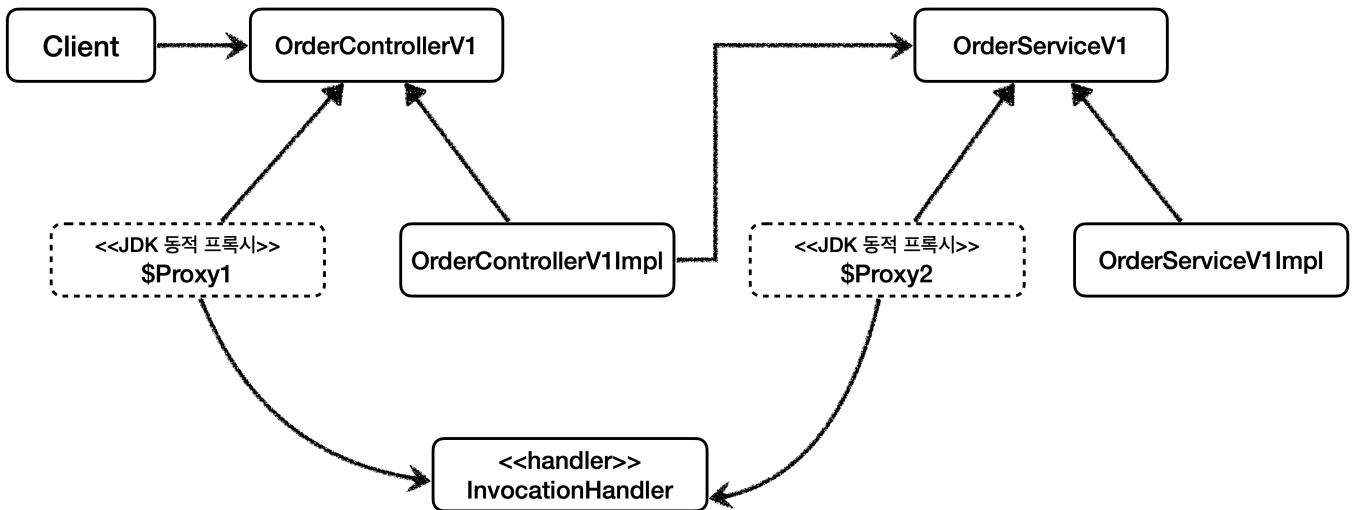 Client
OrderControllerV1
OrderServiceV1
<<JDK 동적 프록시>>
$Proxy1
OrderControllerV1Impl
<<JDK 동적 프록시>>
$Proxy2
OrderServiceV1Impl
<<handler>>
InvocationHandler